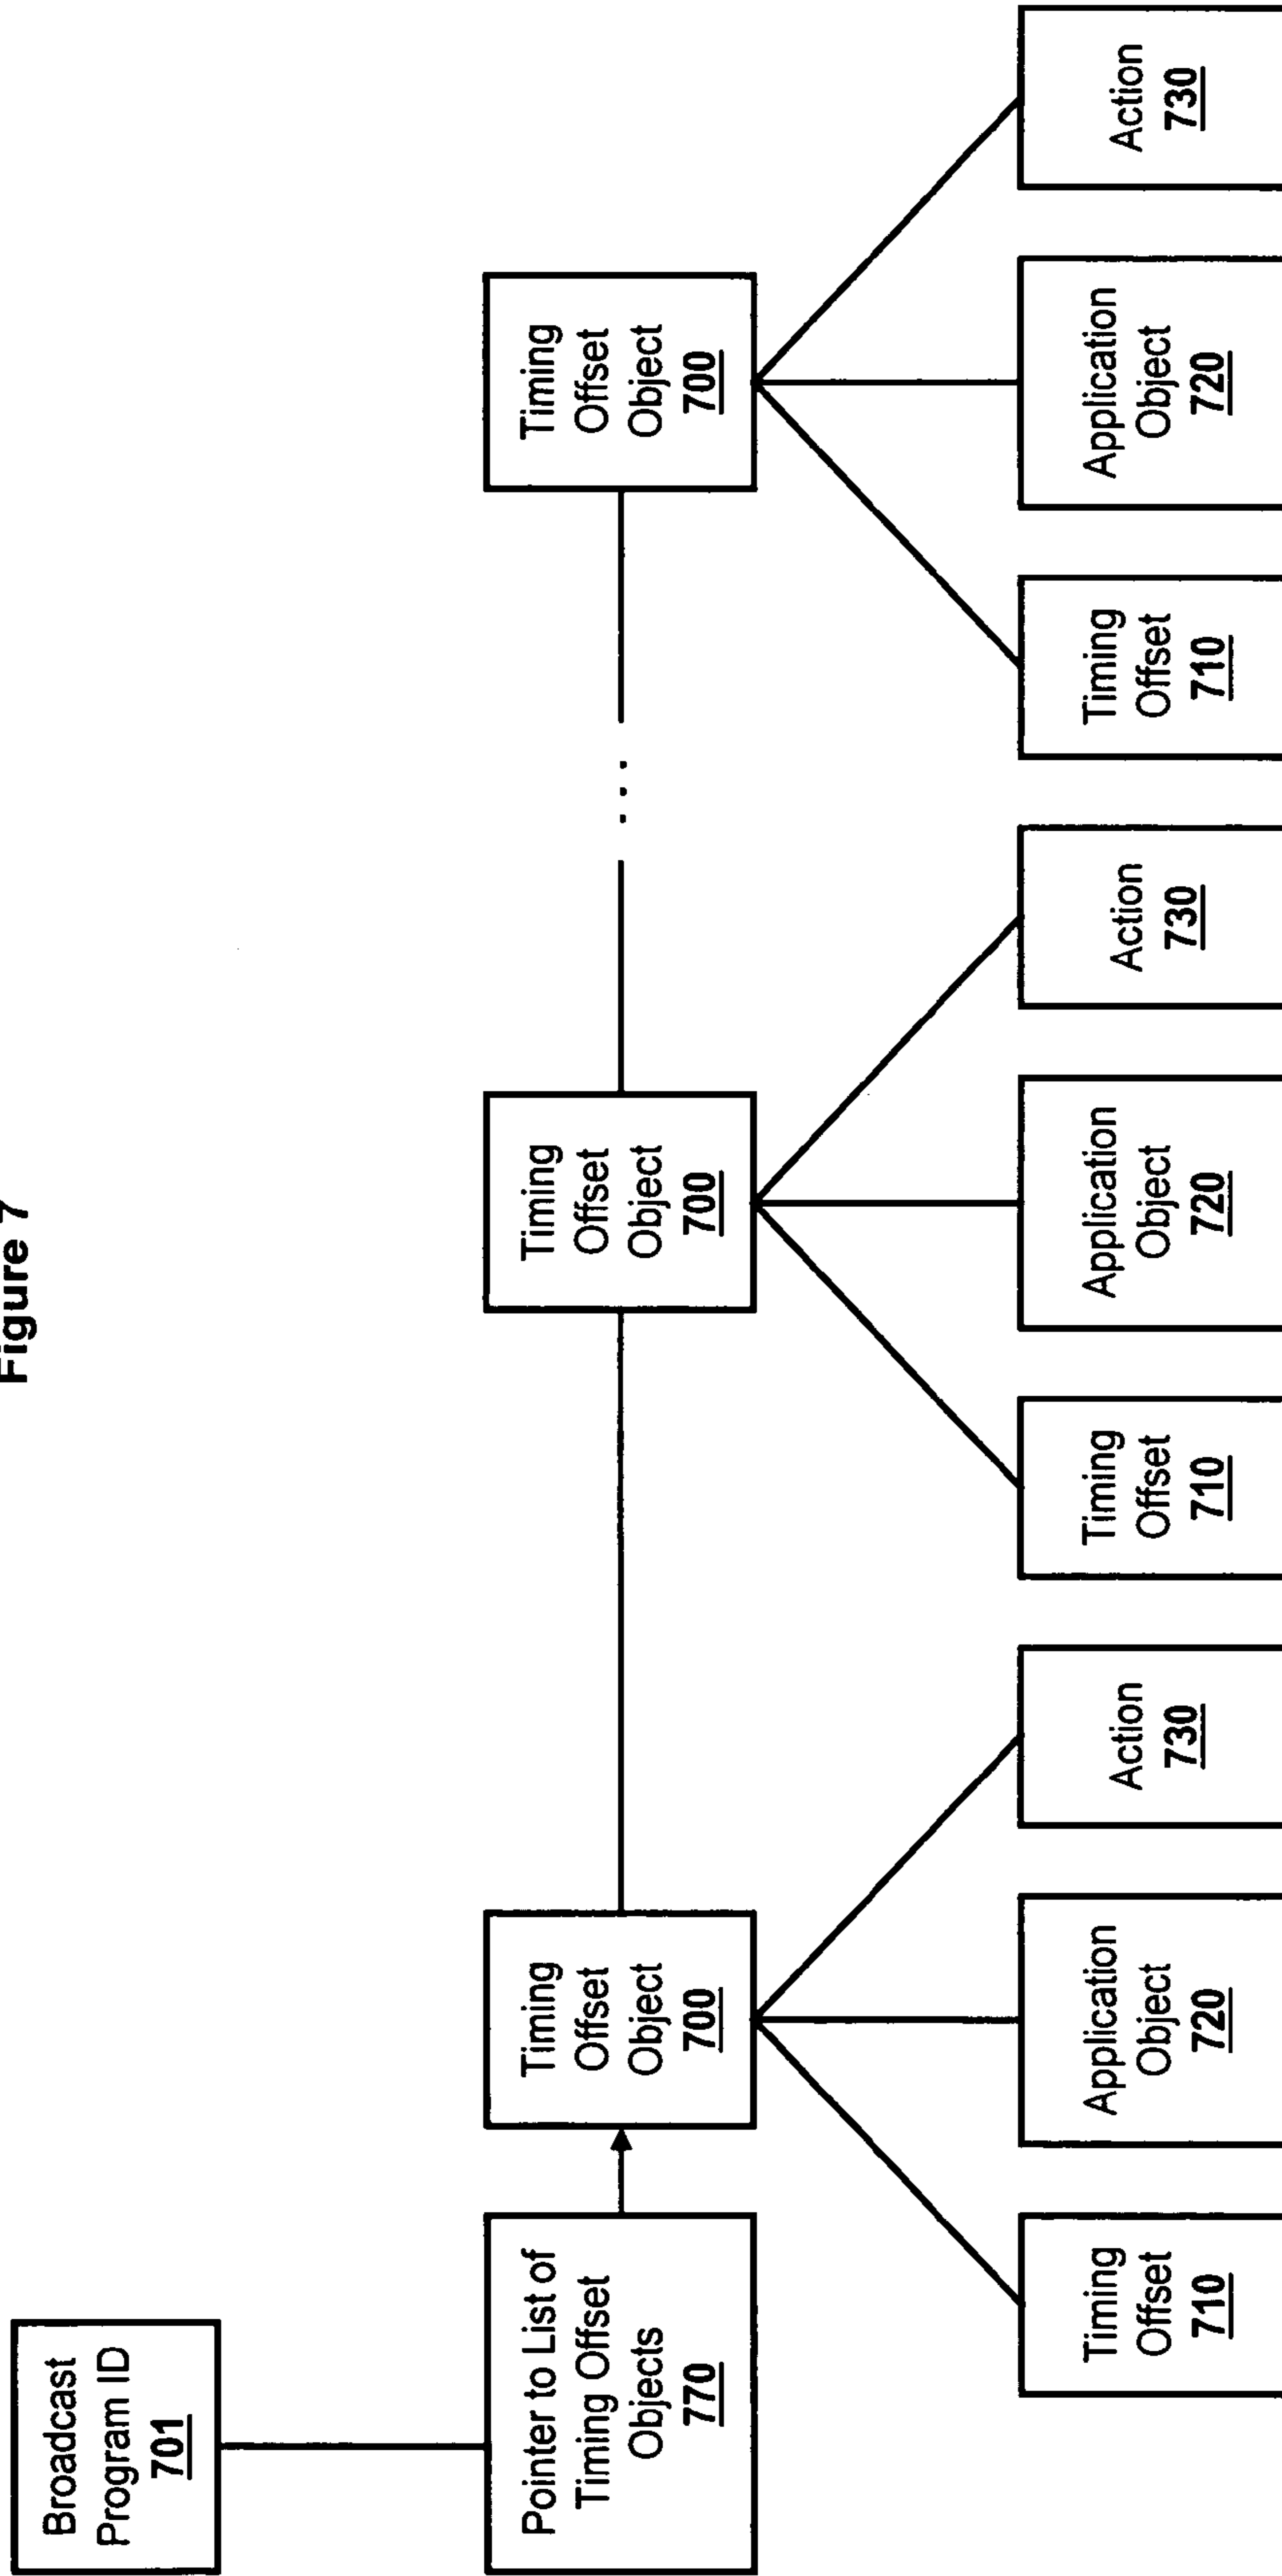 Figure 7
Broadcast
Program ID
701
Pointer to List of
Timing Offset
Objects
770
Timing
Offset
Object
700
Timing
Offset
Object
700
. . .
Timing
Offset
Object
700
Timing
Offset
710
Application
Object
720
Action
730
Timing
Offset
710
Application
Object
720
Action
730
Timing
Offset
710
Application
Object
720
Action
730